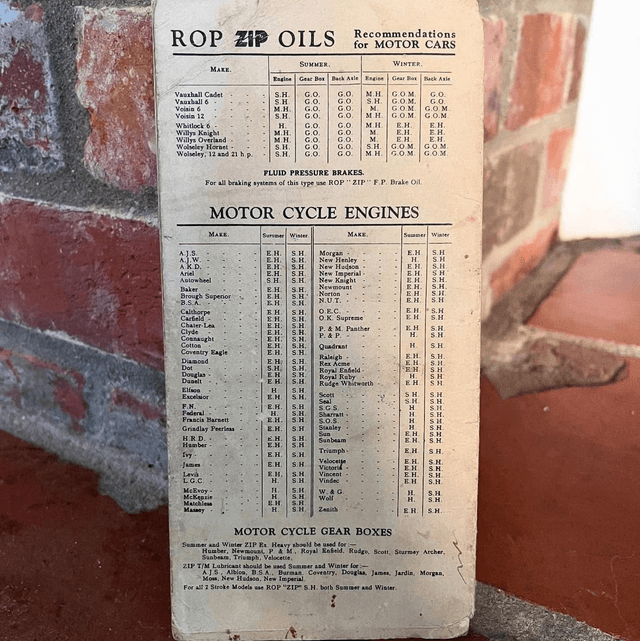 ROP ZIP OILS Recommendations
for MOTOR CARS
MAKE. SUMMER. WINTER.
Engine Gear Box Back Axle Engine Gear Box Back Axle
Vauxhall Cadet S.H. G.O. G.O. M.H. G.O.M. G.O.
Vauxhall 6 S.H. G.O. G.O. S.H. G.O.M. G.O.
Voisin 6 M.H. G.O. G.O. M. G.O.M. G.O.M.
Voisin 12 S.H. G.O. G.O. M.H. G.O.M. G.O.M.
Whitlock 6 H. G.O. G.O. M.H. E.H. E.H.
Willys Knight M.H. G.O. G.O. M. E.H. E.H.
Willys Overland M.H. G.O. G.O. M. E.H. E.H.
Wolseley Hornet S.H. G.O. G.O. S.H. G.O.M. G.O.M.
Wolseley, 12 and 21 h.p. M.H. G.O. G.O. M.H. G.O.M. G.O.M.
FLUID PRESSURE BRAKES.
For all braking systems of this type use ROP "ZIP" F.P. Brake Oil.
MOTOR CYCLE ENGINES
MAKE. Summer Winter MAKE. Summer Winter
A.J.S. E.H. S.H.
A.J.W. E.H. S.H.
A.K.D. E.H. S.H.
Ariel E.H. S.H.
Autowheel S.H. S.H.
Baker E.H. S.H.
Brough Superior E.H. S.H.
B.S.A. E.H. S.H.
Calthorpe E.H. S.H.
Carfield E.H. S.H.
Chater-Lea E.H. S.H.
Clyde E.H. S.H.
Connaught E.H. S.H.
Cotton E.H. S.H.
Coventry Eagle E.H. S.H.
Diamond E.H. S.H.
Dot S.H. S.H.
Douglas E.H. S.H.
Dunelt E.H. S.H.
Elfson H. S.H.
Excelsior E.H. S.H.
F.N. E.H. S.H.
Federal H. S.H.
Francis Barnett E.H. S.H.
Grindlay Peerless E.H. S.H.
H.R.D. E.H. S.H.
Humber E.H. S.H.
Ivy E.H. S.H.
James E.H. S.H.
Levis H. S.H.
L.G.C. H. S.H.
McEvoy H. S.H.
McKenzie H. S.H.
Matchless E.H. S.H.
Massey H. S.H.
Morgan E.H. S.H.
New Henley H. S.H.
New Hudson E.H. S.H.
New Imperial E.H. S.H.
New Knight E.H. S.H.
Newmount E.H. S.H.
Norton E.H. S.H.
N.U.T. E.H. S.H.
O.E.C. E.H. S.H.
O.K. Supreme E.H. S.H.
P. & M. Panther E.H. S.H.
P. & P. H. S.H.
Quadrant H. S.H.
Raleigh E.H. S.H.
Rex Acme E.H. S.H.
Royal Enfield E.H. S.H.
Royal Ruby H. S.H.
Rudge Whitworth E.H. S.H.
Scott S.H. S.H.
Seal S.H. S.H.
S.G.S. H. S.H.
Sharratt H. S.H.
S.O.S. H. S.H.
Stanley H. S.H.
Sun E.H. S.H.
Sunbeam E.H. S.H.
Triumph E.H. S.H.
Velocette E.H. S.H.
Victoria E.H. S.H.
Vincent E.H. S.H.
Vindec E.H. S.H.
W. & G. H. S.H.
Wolf H. S.H.
Zenith E.H. S.H.
MOTOR CYCLE GEAR BOXES
Summer and Winter ZIP Ex. Heavy should be used for :—
Humber, Newmount, P. & M., Royal Enfield, Rudge, Scott, Sturmey Archer,
Sunbeam, Triumph, Velocette.
ZIP T/M Lubricant should be used Summer and Winter for :—
A.J.S., Albion, B.S.A., Burman, Coventry, Douglas, James, Jardin, Morgan,
Moss, New Hudson, New Imperial.
For all 2 Stroke Models use ROP "ZIP" S.H. both Summer and Winter.